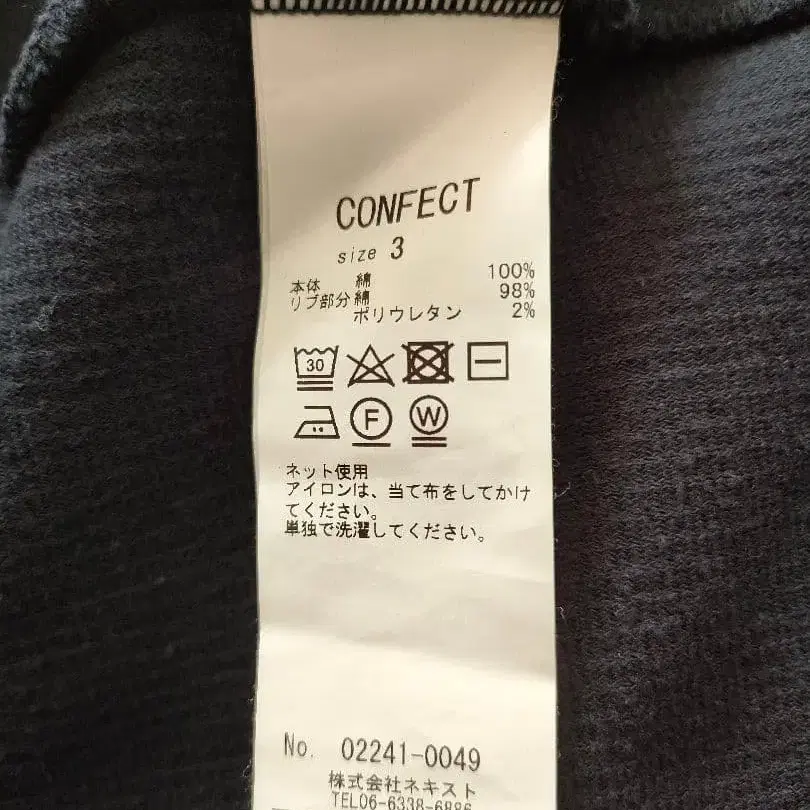 CONFECT
size 3
本体 綿 100%
リブ部分 綿 98%
ポリウレタン 2%
30
F W
ネット使用
アイロンは、当て布をしてかけ
てください。
単独で洗濯してください。
No. 02241-0049
株式会社ネキスト
TEL06-6338-6886